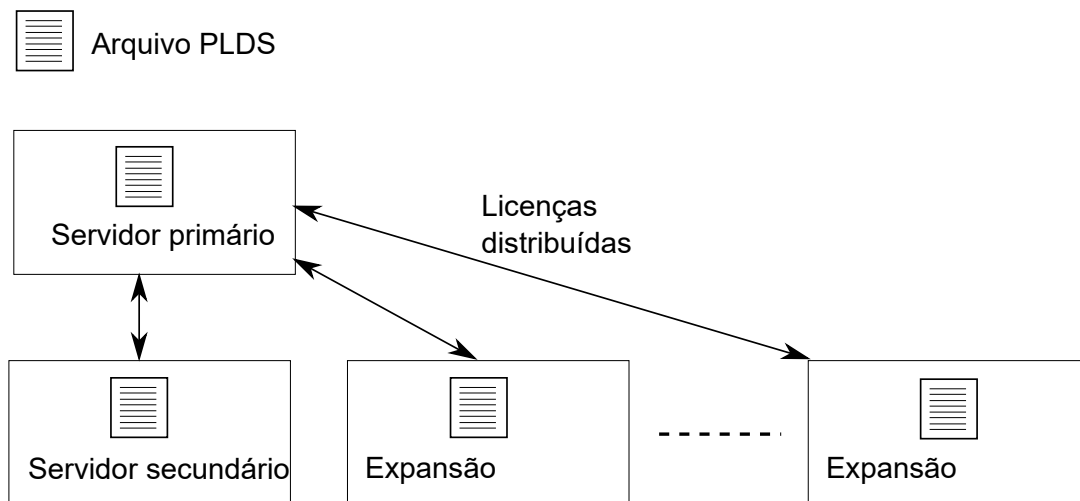 Arquivo PLDS
Servidor primário
Licenças
distribuídas
Servidor secundário
Expansão
Expansão